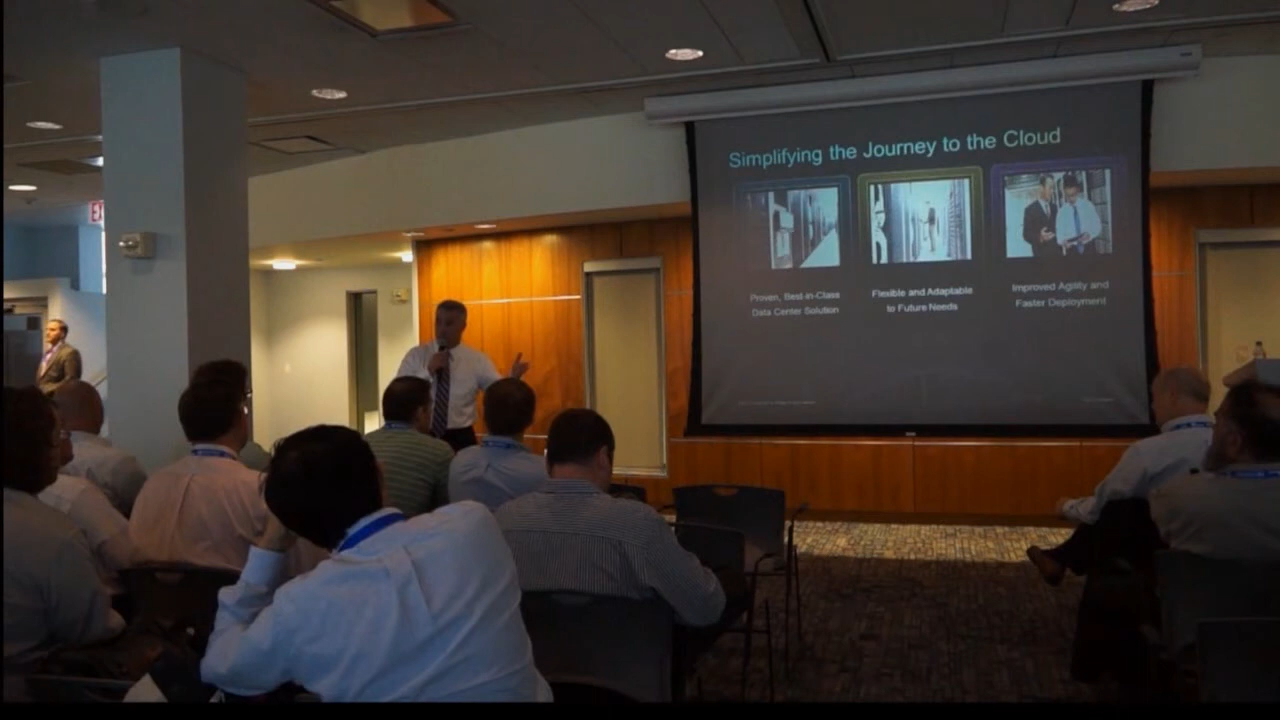 EX
Simplifying the Journey to the Cloud
Proven, Best-in-Class
Data Center Solution
Flexible and Adaptable
to Future Needs
Improved Agility and
Faster Deployment